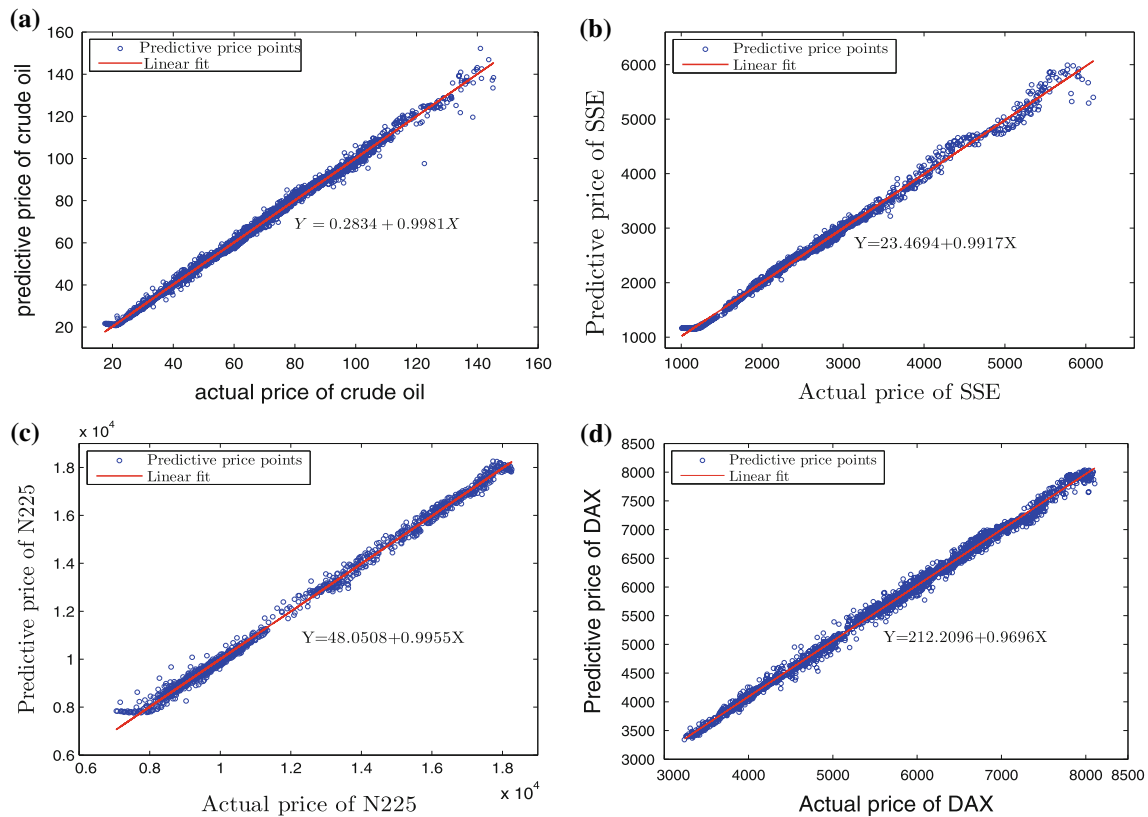 (a)
160
140
120
100
80
60
40
20
20 40 60 80 100 120 140 160
predictive price of crude oil
actual price of crude oil
Predictive price points
Linear fit
Y = 0.2834 + 0.9981X
(b)
6000
5000
4000
3000
2000
1000
1000 2000 3000 4000 5000 6000
Predictive price of SSE
Actual price of SSE
Predictive price points
Linear fit
Y=23.4694+0.9917X
(c)
x 10^4
1.8
1.6
1.4
1.2
1
0.8
0.6
0.6 0.8 1 1.2 1.4 1.6 1.8
x 10^4
Predictive price of N225
Actual price of N225
Predictive price points
Linear fit
Y=48.0508+0.9955X
(d)
8500
8000
7500
7000
6500
6000
5500
5000
4500
4000
3500
3000
3000 4000 5000 6000 7000 8000 8500
Predictive price of DAX
Actual price of DAX
Predictive price points
Linear fit
Y=212.2096+0.9696X